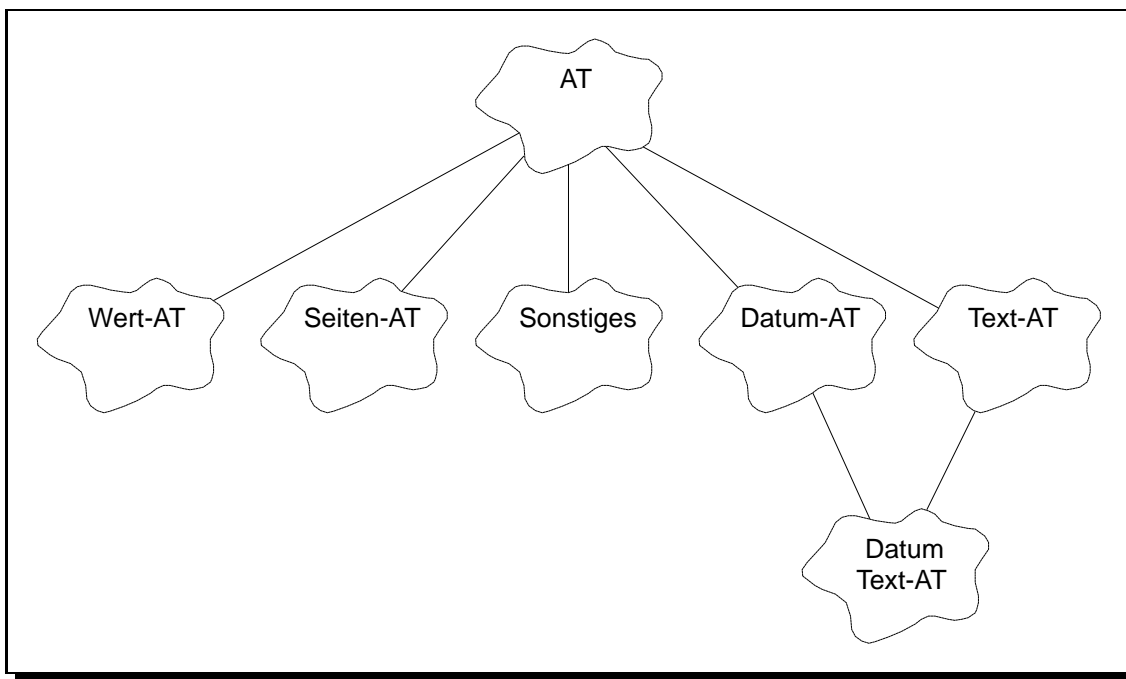 AT
Wert-AT
Seiten-AT
Sonstiges
Datum-AT
Text-AT
Datum
Text-AT